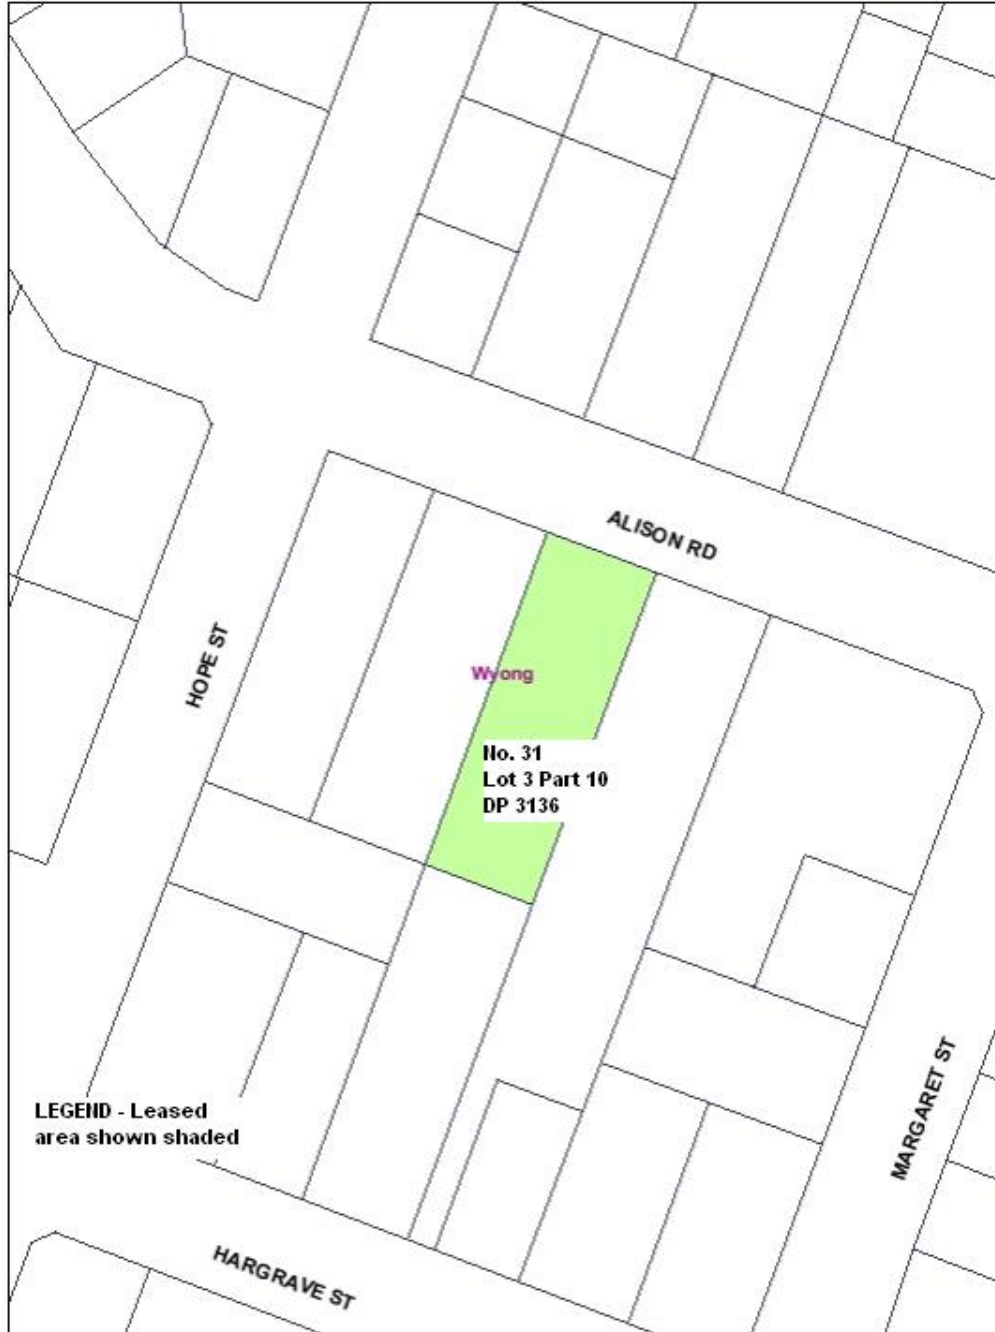 ALISON RD
HOPE ST
Wyong
No. 31
Lot 3 Part 10
DP 3136
LEGEND - Leased
area shown shaded
MARGARET ST
HARGRAVE ST